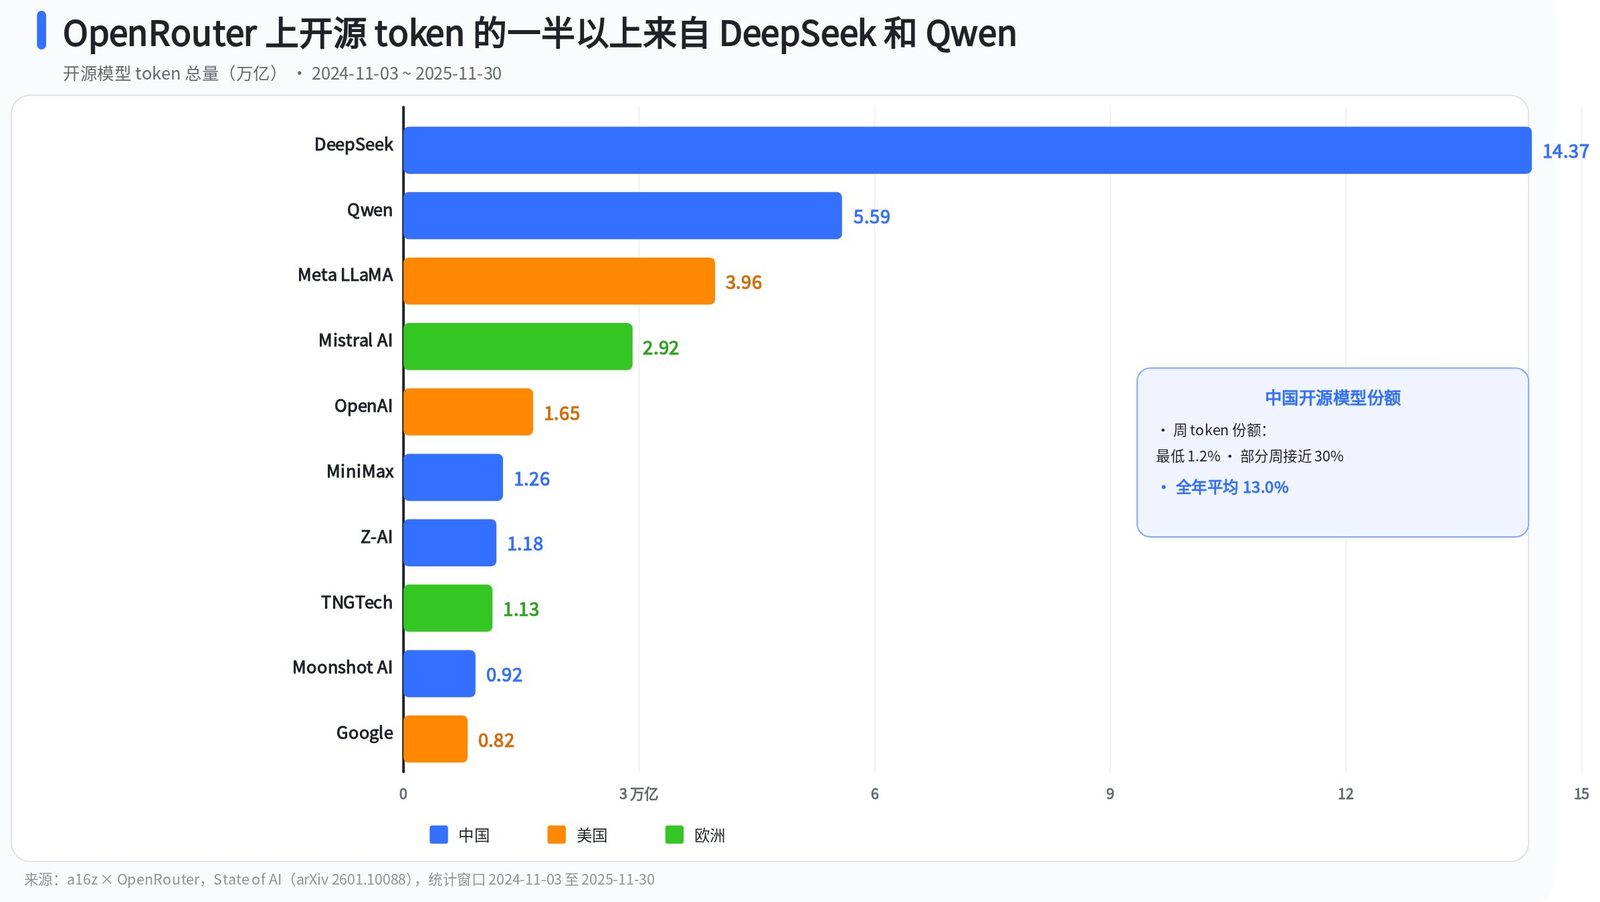 OpenRouter 上开源 token 的一半以上来自 DeepSeek 和 Qwen
开源模型 token 总量（万亿） · 2024-11-03 ~ 2025-11-30
DeepSeek 14.37
Qwen 5.59
Meta LLaMA 3.96
Mistral AI 2.92
OpenAI 1.65
MiniMax 1.26
Z-AI 1.18
TNGTech 1.13
Moonshot AI 0.92
Google 0.82
中国开源模型份额
· 周 token 份额：
最低 1.2% · 部分周接近 30%
· 全年平均 13.0%
0 3 万亿 6 9 12 15
中国 美国 欧洲
来源：a16z × OpenRouter，State of AI（arXiv 2601.10088），统计窗口 2024-11-03 至 2025-11-30